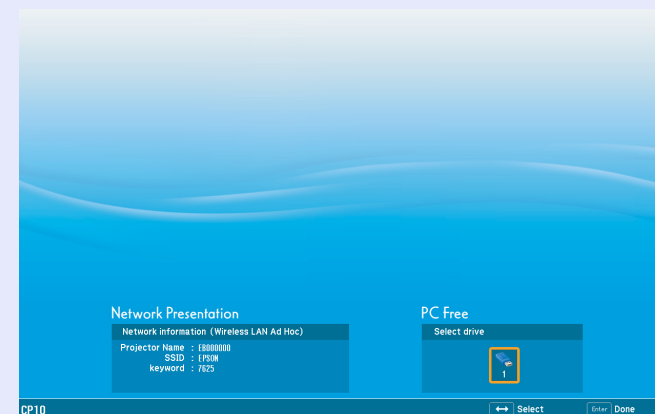 Network Presentation
Network information (Wireless LAN Ad Hoc)
Projector Name : EB000000
SSID : EPSON
keyword : 7625
PC Free
Select drive
1
CP10
Select
Enter Done